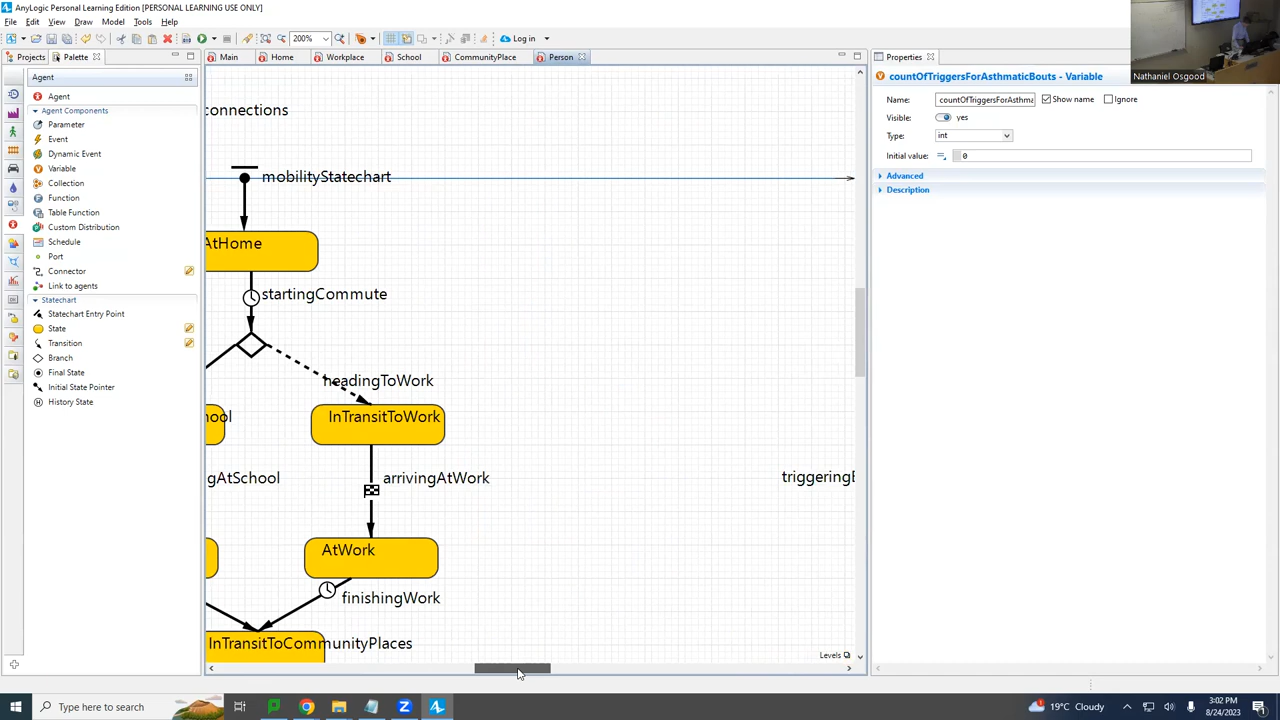 AnyLogic Personal Learning Edition [PERSONAL LEARNING USE ONLY]
File Edit View Draw Model Tools Help
200% Log in
Projects Palette
Main Home Workplace School CommunityPlace Person
Properties
Nathaniel Osgood
Agent
Agent
Agent Components
Parameter
Event
Dynamic Event
Variable
Collection
Function
Table Function
Custom Distribution
Schedule
Port
Connector
Link to agents
Statechart
Statechart Entry Point
State
Transition
Branch
Final State
Initial State Pointer
History State
connections
mobilityStatechart
AtHome
startingCommute
headingToWork
InTransitToWork
ool
gAtSchool
arrivingAtWork
triggeringE
AtWork
finishingWork
InTransitToCommunityPlaces
Levels
countOfTriggersForAsthmaticBouts - Variable
Name: countOfTriggersForAsthma Show name Ignore
Visible: yes
Type: int
Initial value: 0
Advanced
Description
Type here to search
19°C Cloudy
3:02 PM
8/24/2023